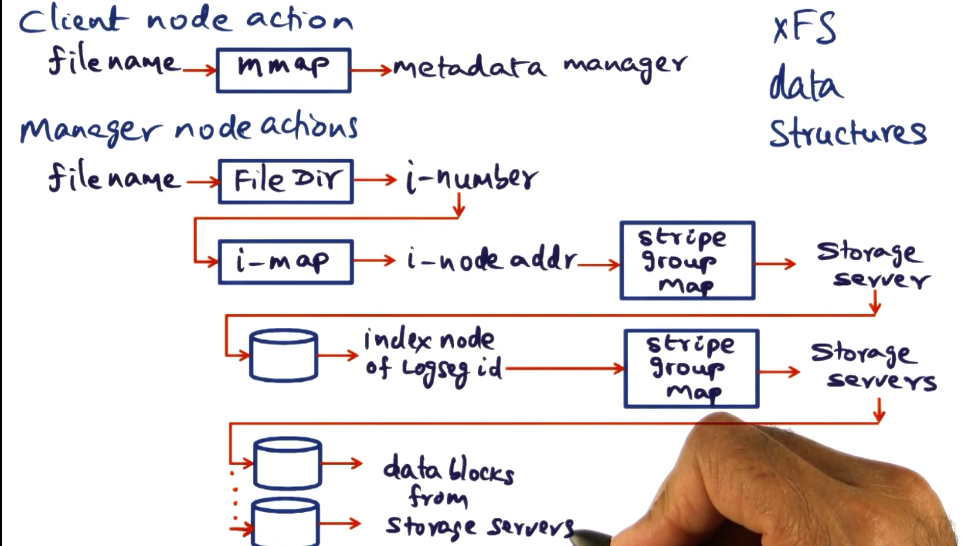 Client node action
filename mmap metadata manager
xFS
data
Structures
Manager node actions
filename File Dir i-number
i-map i-node addr
stripe
group
map
Storage
server
index node
of Logseg id
stripe
group
map
Storage
servers
data blocks
from
storage servers